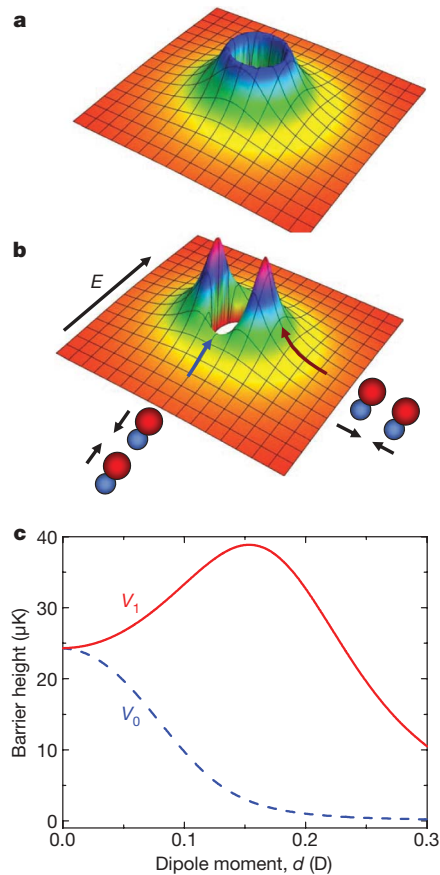 a
b
E
c
40
30
20
10
0
Barrier height (μK)
V1
V0
0.0
0.1
0.2
0.3
Dipole moment, d (D)